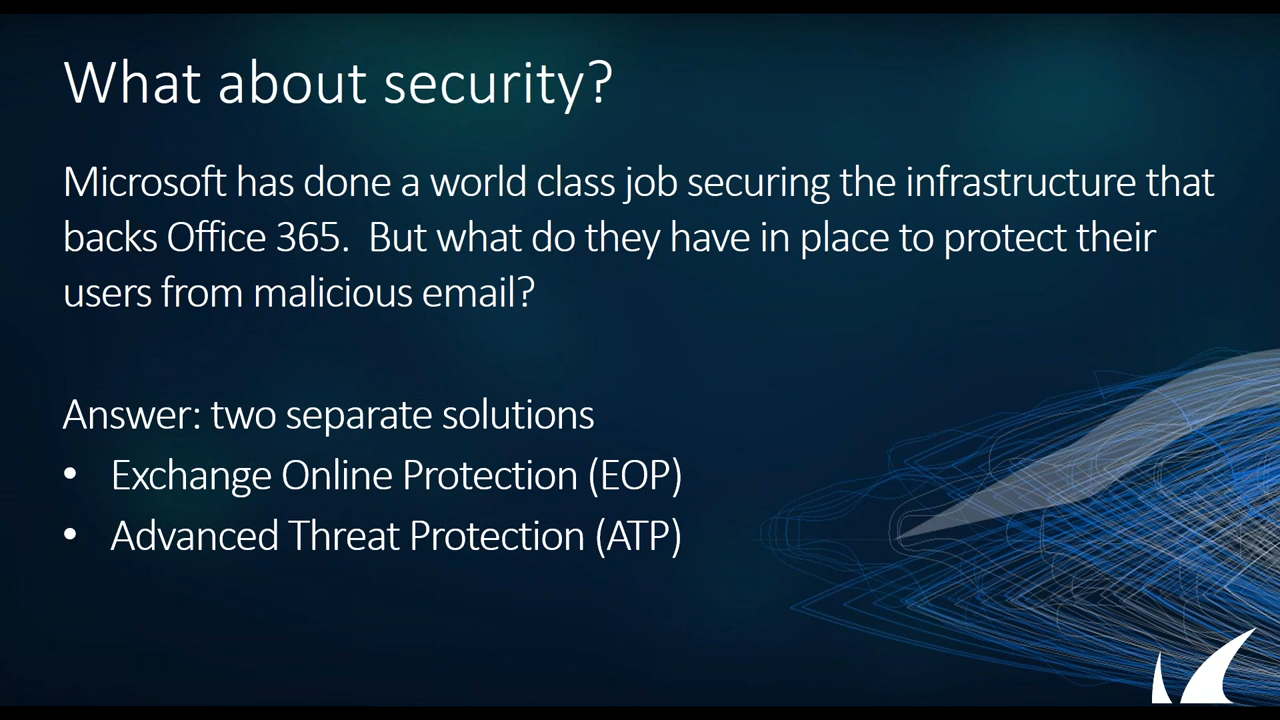 What about security?
Microsoft has done a world class job securing the infrastructure that
backs Office 365.  But what do they have in place to protect their
users from malicious email?
Answer: two separate solutions
• Exchange Online Protection (EOP)
• Advanced Threat Protection (ATP)